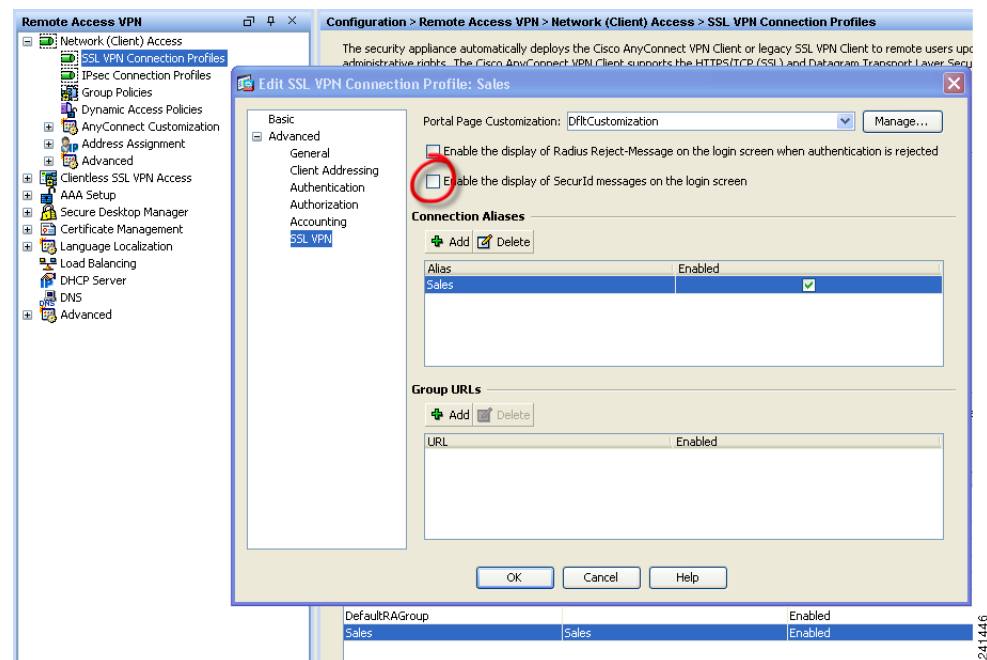 Remote Access VPN
Configuration > Remote Access VPN > Network (Client) Access > SSL VPN Connection Profiles
Network (Client) Access
SSL VPN Connection Profiles
IPsec Connection Profiles
Group Policies
Dynamic Access Policies
AnyConnect Customization
Address Assignment
Advanced
Clientless SSL VPN Access
AAA Setup
Secure Desktop Manager
Certificate Management
Language Localization
Load Balancing
DHCP Server
DNS
Advanced
The security appliance automatically deploys the Cisco AnyConnect VPN Client or legacy SSL VPN Client to remote users upo
administrative rights. The Cisco AnyConnect VPN Client supports the HTTPS/TCP (SSL) and Datagram Transport Layer Secu
Edit SSL VPN Connection Profile: Sales
Basic
Advanced
General
Client Addressing
Authentication
Authorization
Accounting
SSL VPN
Portal Page Customization: DfltCustomization Manage...
Enable the display of Radius Reject-Message on the login screen when authentication is rejected
Enable the display of SecurId messages on the login screen
Connection Aliases
Add Delete
Alias Enabled
Sales
Group URLs
Add Delete
URL Enabled
OK Cancel Help
DefaultRAGroup Enabled
Sales Sales Enabled
241446